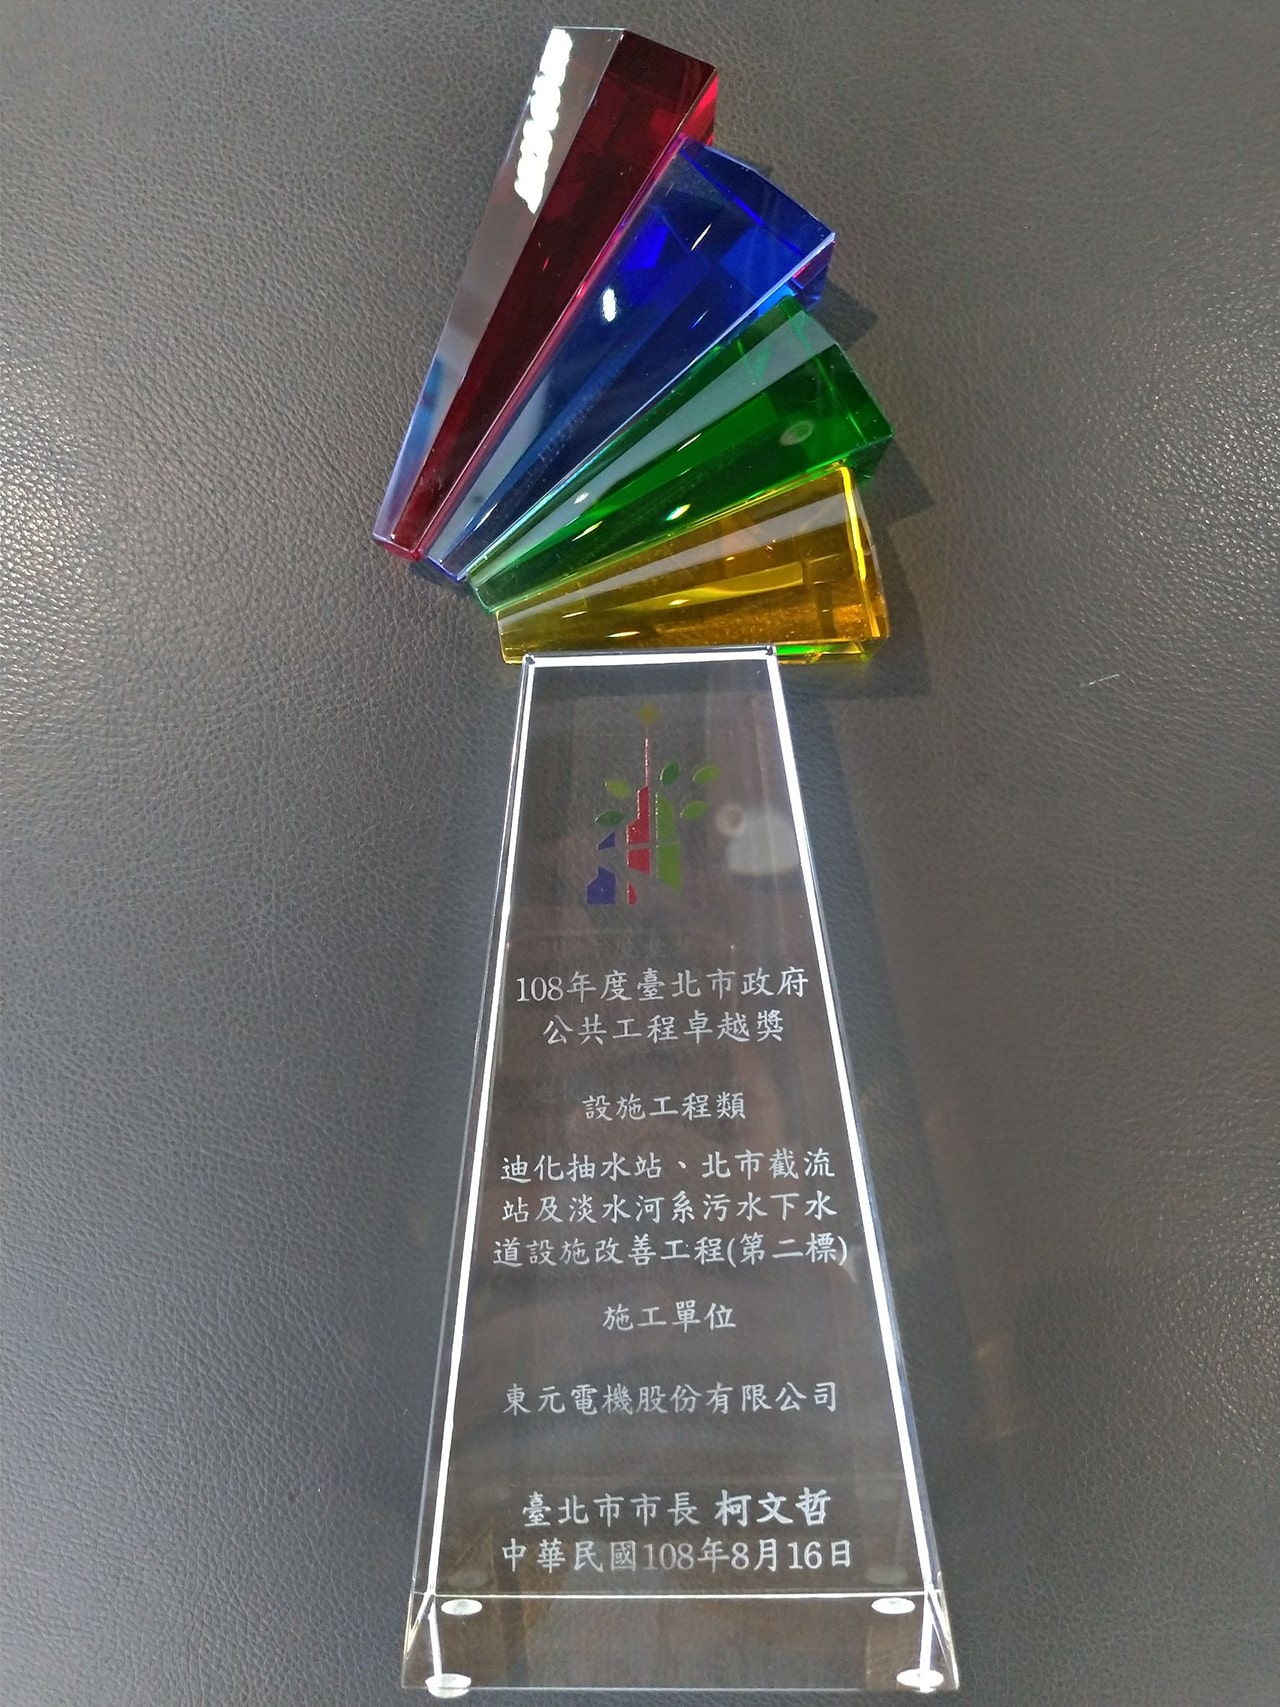 108年度臺北市政府
公共工程卓越獎
設施工程類
迪化抽水站、北市截流
站及淡水河系污水下水
道設施改善工程(第二標)
施工單位
東元電機股份有限公司
臺北市市長 柯文哲
中華民國108年8月16日